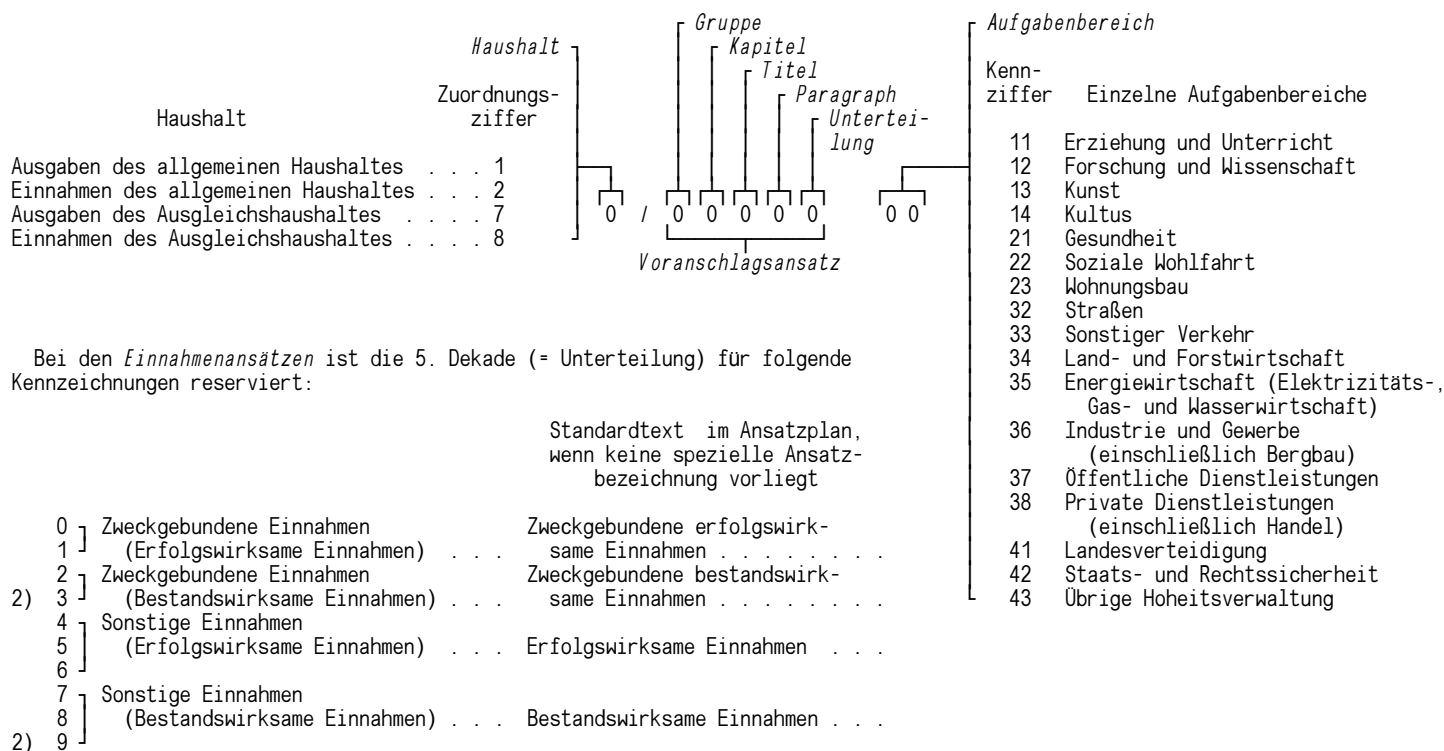 Gruppe
Haushalt
Kapitel
Titel
Paragraph
Untertei-
lung
Aufgabenbereich
Zuordnungs-
Haushalt ziffer
Ausgaben des allgemeinen Haushaltes . . . 1
Einnahmen des allgemeinen Haushaltes . . . 2
Ausgaben des Ausgleichshaushaltes . . . . 7
Einnahmen des Ausgleichshaushaltes . . . . 8
0 / 0 0 0 0 0 0 0
Voranschlagsansatz
Kenn-
ziffer Einzelne Aufgabenbereiche
11 Erziehung und Unterricht
12 Forschung und Wissenschaft
13 Kunst
14 Kultus
21 Gesundheit
22 Soziale Wohlfahrt
23 Wohnungsbau
32 Straßen
33 Sonstiger Verkehr
34 Land- und Forstwirtschaft
35 Energiewirtschaft (Elektrizitäts-,
Gas- und Wasserwirtschaft)
36 Industrie und Gewerbe
(einschließlich Bergbau)
37 Öffentliche Dienstleistungen
38 Private Dienstleistungen
(einschließlich Handel)
41 Landesverteidigung
42 Staats- und Rechtssicherheit
43 Übrige Hoheitsverwaltung
Bei den Einnahmenansätzen ist die 5. Dekade (= Unterteilung) für folgende
Kennzeichnungen reserviert:
Standardtext im Ansatzplan,
wenn keine spezielle Ansatz-
bezeichnung vorliegt
0 Zweckgebundene Einnahmen Zweckgebundene erfolgswirk-
1 (Erfolgswirksame Einnahmen) . . . same Einnahmen . . . . . . . .
2 Zweckgebundene Einnahmen Zweckgebundene bestandswirk-
2) 3 (Bestandswirksame Einnahmen) . . . same Einnahmen . . . . . . . .
4 Sonstige Einnahmen
5 (Erfolgswirksame Einnahmen) . . . Erfolgswirksame Einnahmen . . .
6
7 Sonstige Einnahmen
8 (Bestandswirksame Einnahmen) . . . Bestandswirksame Einnahmen . . .
2) 9